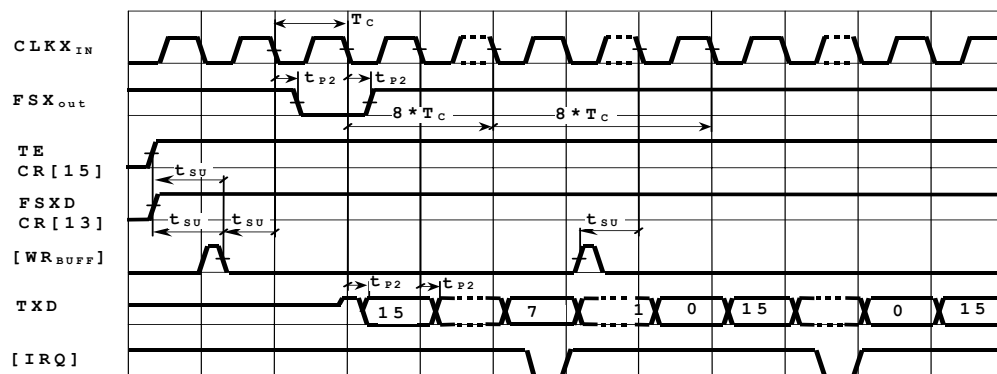 T C
CLKX IN
t P2 t P2
FSX out
8*T C 8*T C
TE
CR[15]
t SU
FSXD
CR[13]
t SU t SU t SU
[WR BUFF]
t P2 t P2
TXD 15 7 1 0 15 0 15
[IRQ]